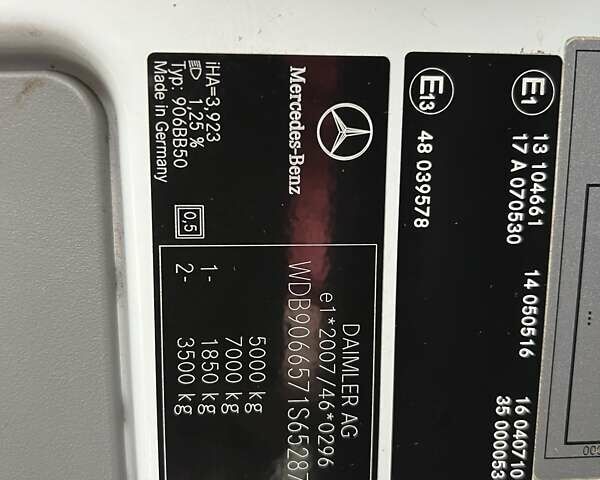 Mercedes-Benz
iHA=3,923
1,25 %
Typ: 906BB50
Made in Germany
0,5
DAIMLER AG
e1*2007/46*0296
WDB9066571S65287
5000 kg
7000 kg
1- 1850 kg
2- 3500 kg
E1
13 104661 14 050516 16 040710
17 A 070530 35 000053
E13
48 039578